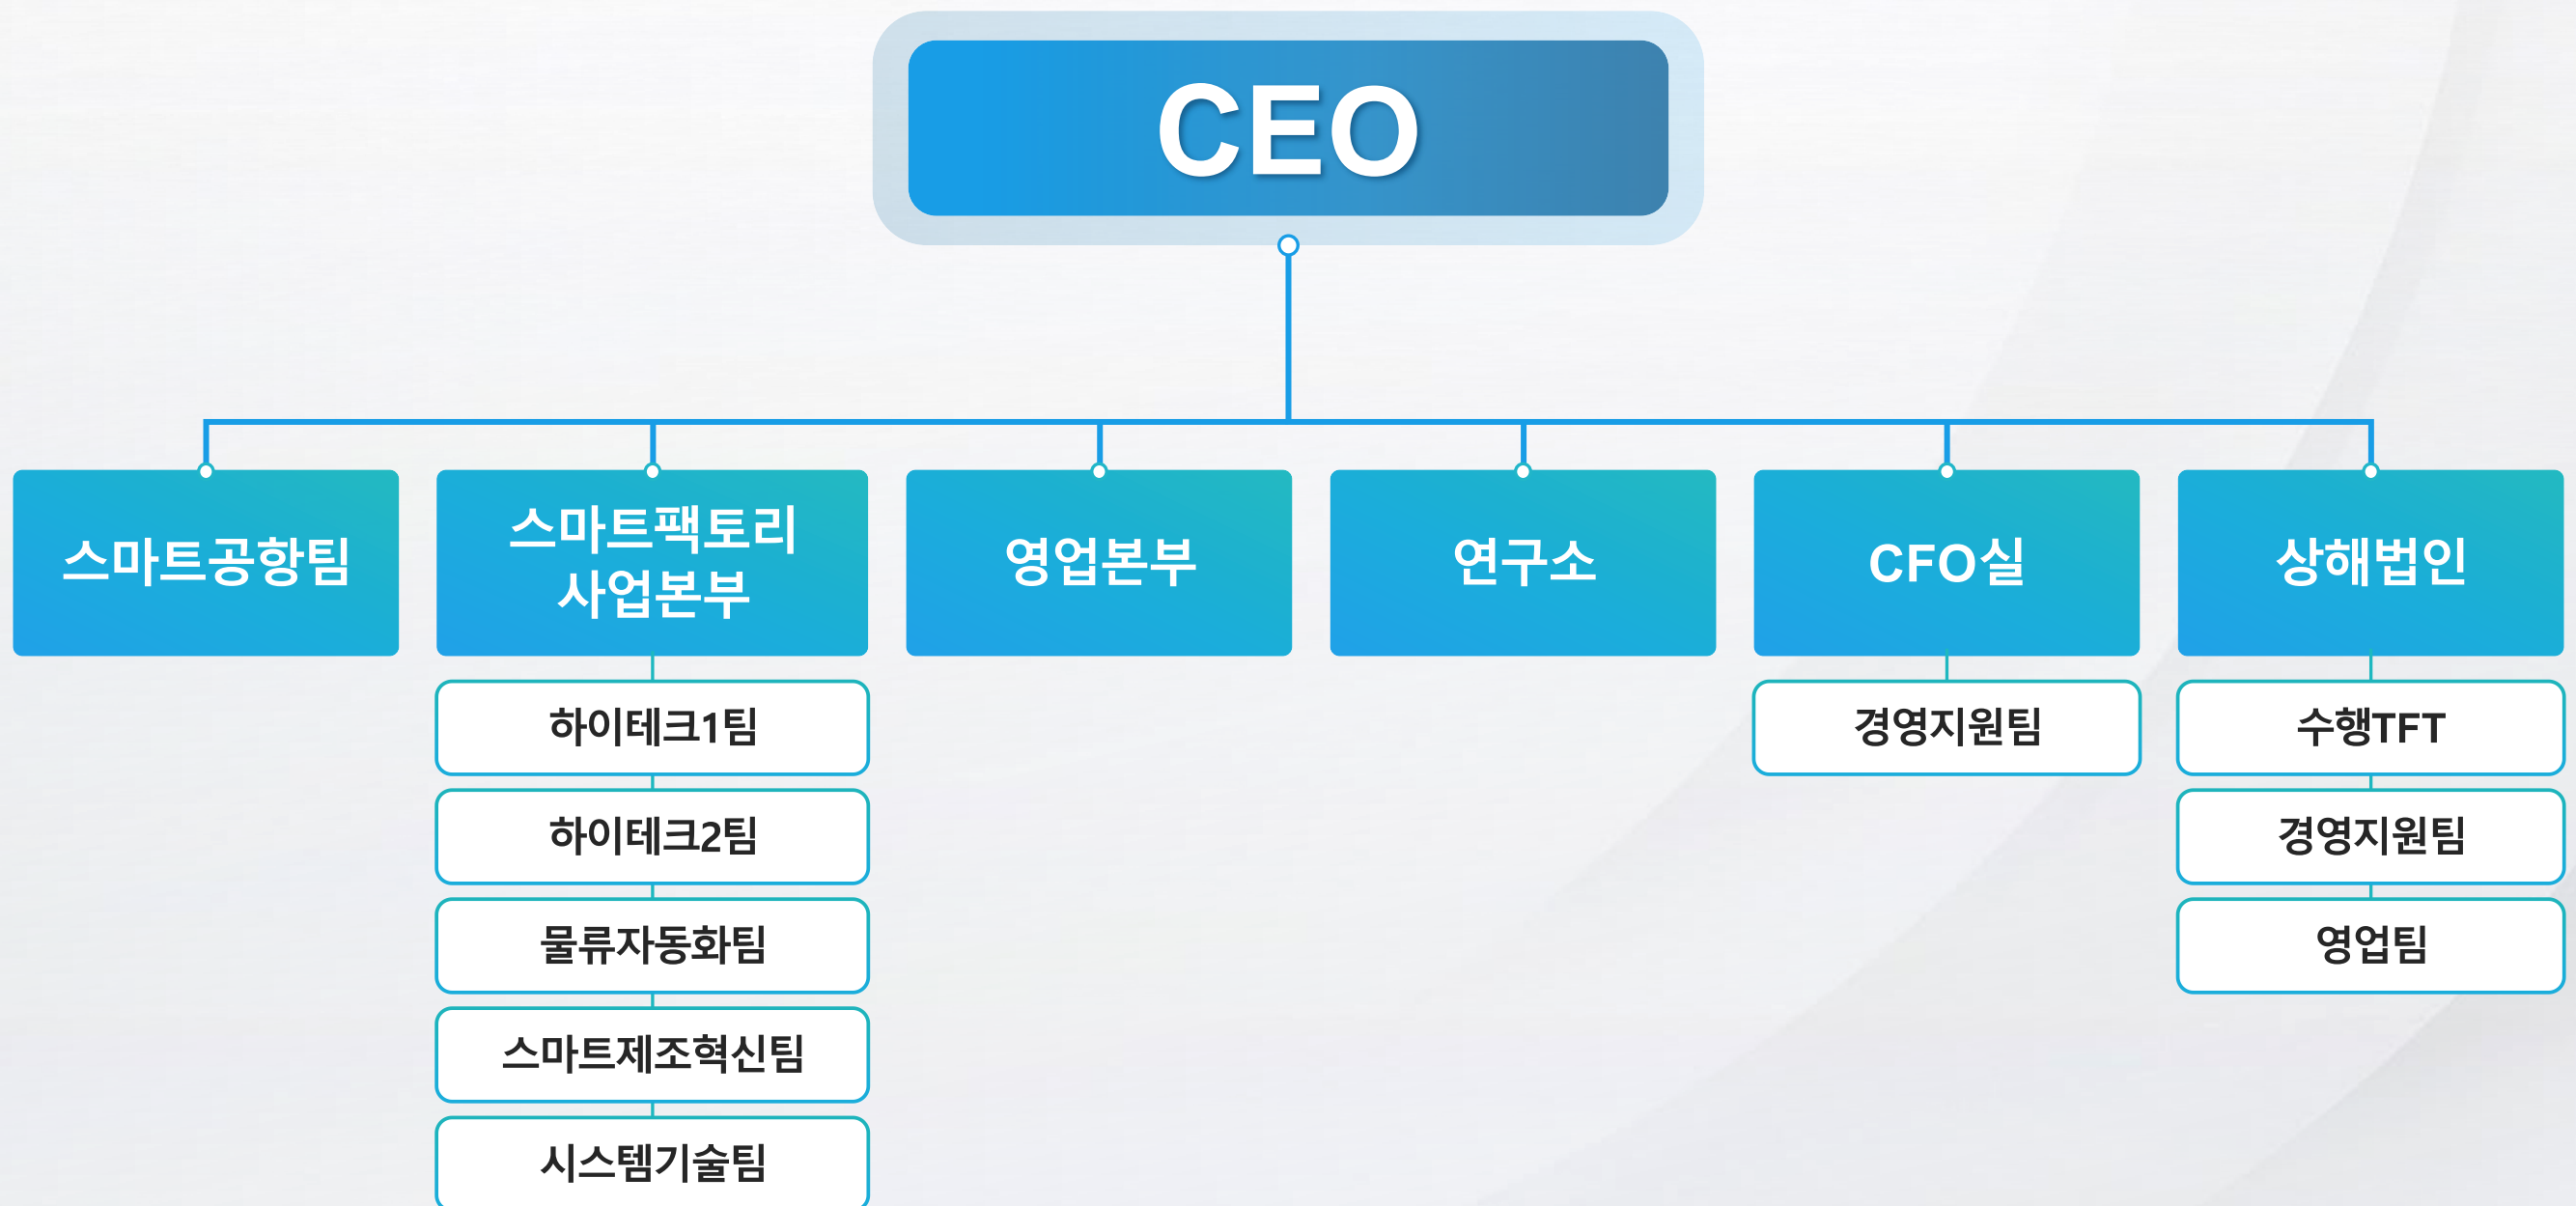 CEO
스마트공항팀
스마트팩토리
사업본부
영업본부
연구소
CFO실
상해법인
하이테크1팀
하이테크2팀
물류자동화팀
스마트제조혁신팀
시스템기술팀
경영지원팀
수행TFT
경영지원팀
영업팀